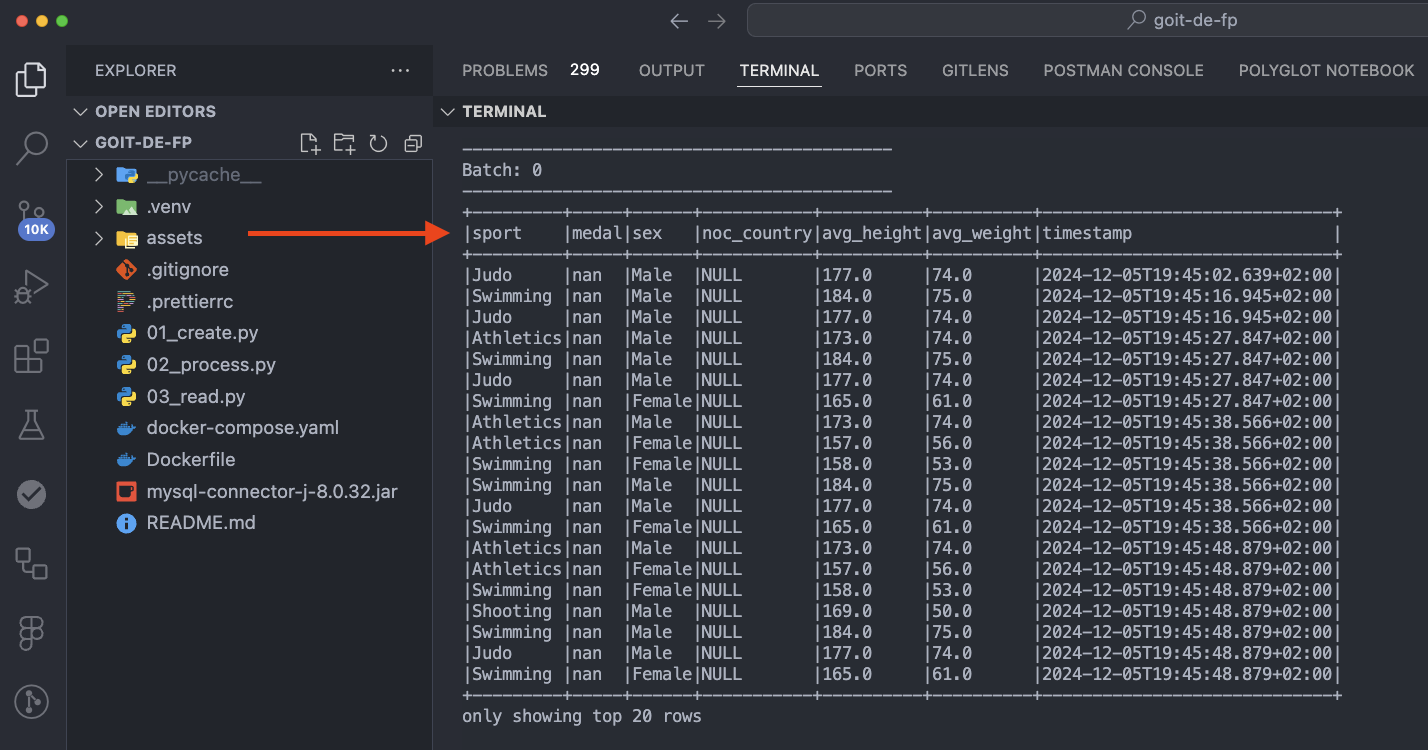 goit-de-fp
EXPLORER
OPEN EDITORS
GOIT-DE-FP
__pycache__
.venv
assets
.gitignore
.prettierrc
01_create.py
02_process.py
03_read.py
docker-compose.yaml
Dockerfile
mysql-connector-j-8.0.32.jar
README.md
10K
PROBLEMS 299 OUTPUT TERMINAL PORTS GITLENS POSTMAN CONSOLE POLYGLOT NOTEBOOK
TERMINAL
-------------------------------------------
Batch: 0
-------------------------------------------
+----------+-----+------+-----------+----------+----------+-----------------------------+
|sport     |medal|sex   |noc_country|avg_height|avg_weight|timestamp                    |
+----------+-----+------+-----------+----------+----------+-----------------------------+
|Judo      |nan  |Male  |NULL       |177.0     |74.0      |2024-12-05T19:45:02.639+02:00|
|Swimming  |nan  |Male  |NULL       |184.0     |75.0      |2024-12-05T19:45:16.945+02:00|
|Judo      |nan  |Male  |NULL       |177.0     |74.0      |2024-12-05T19:45:16.945+02:00|
|Athletics|nan  |Male  |NULL       |173.0     |74.0      |2024-12-05T19:45:27.847+02:00|
|Swimming  |nan  |Male  |NULL       |184.0     |75.0      |2024-12-05T19:45:27.847+02:00|
|Judo      |nan  |Male  |NULL       |177.0     |74.0      |2024-12-05T19:45:27.847+02:00|
|Swimming  |nan  |Female|NULL       |165.0     |61.0      |2024-12-05T19:45:27.847+02:00|
|Athletics|nan  |Male  |NULL       |173.0     |74.0      |2024-12-05T19:45:38.566+02:00|
|Athletics|nan  |Female|NULL       |157.0     |56.0      |2024-12-05T19:45:38.566+02:00|
|Swimming  |nan  |Female|NULL       |158.0     |53.0      |2024-12-05T19:45:38.566+02:00|
|Swimming  |nan  |Male  |NULL       |184.0     |75.0      |2024-12-05T19:45:38.566+02:00|
|Judo      |nan  |Male  |NULL       |177.0     |74.0      |2024-12-05T19:45:38.566+02:00|
|Swimming  |nan  |Female|NULL       |165.0     |61.0      |2024-12-05T19:45:38.566+02:00|
|Athletics|nan  |Male  |NULL       |173.0     |74.0      |2024-12-05T19:45:48.879+02:00|
|Athletics|nan  |Female|NULL       |157.0     |56.0      |2024-12-05T19:45:48.879+02:00|
|Swimming  |nan  |Female|NULL       |158.0     |53.0      |2024-12-05T19:45:48.879+02:00|
|Shooting  |nan  |Male  |NULL       |169.0     |50.0      |2024-12-05T19:45:48.879+02:00|
|Swimming  |nan  |Male  |NULL       |184.0     |75.0      |2024-12-05T19:45:48.879+02:00|
|Judo      |nan  |Male  |NULL       |177.0     |74.0      |2024-12-05T19:45:48.879+02:00|
|Swimming  |nan  |Female|NULL       |165.0     |61.0      |2024-12-05T19:45:48.879+02:00|
+----------+-----+------+-----------+----------+----------+-----------------------------+
only showing top 20 rows